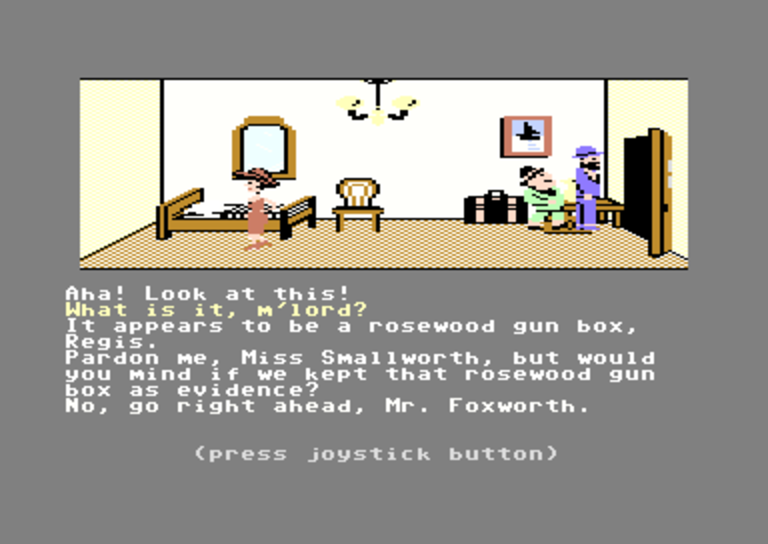 Aha! Look at this!
What is it, m'lord?
It appears to be a rosewood gun box,
Regis.
Pardon me, Miss Smallworth, but would
you mind if we kept that rosewood gun
box as evidence?
No, go right ahead, Mr. Foxworth.
(press joystick button)